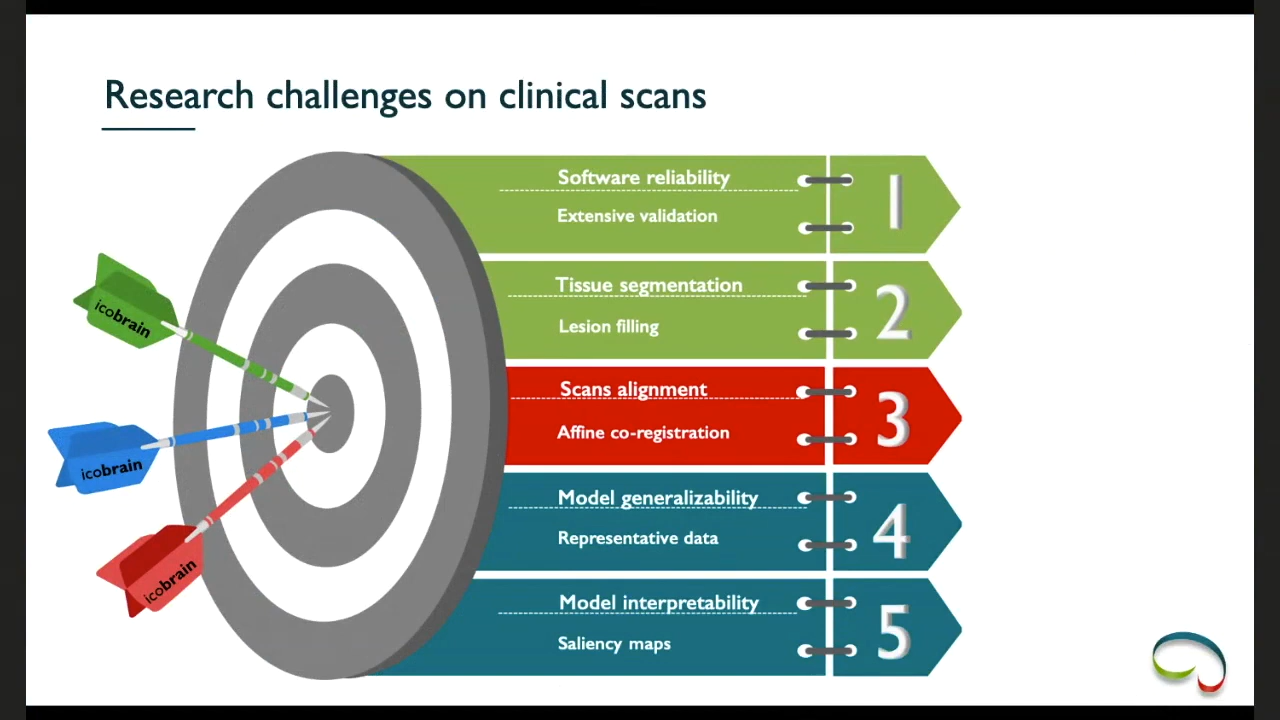 Research challenges on clinical scans
Software reliability
Extensive validation
1
Tissue segmentation
Lesion filling
2
Scans alignment
Affine co-registration
3
Model generalizability
Representative data
4
Model interpretability
Saliency maps
5
icobrain
icobrain
icobrain